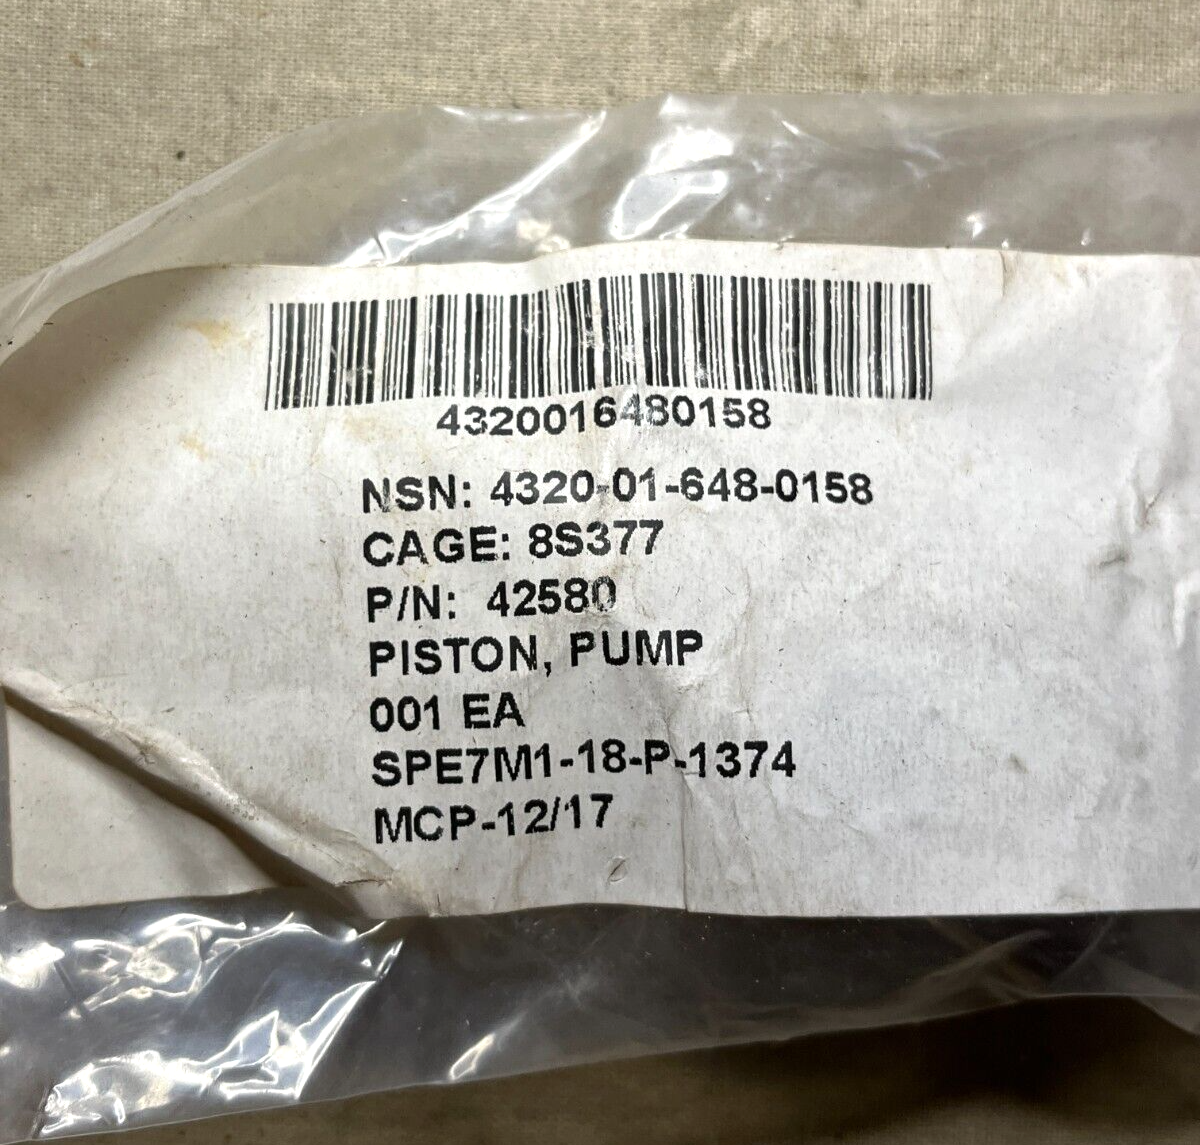 4320016480158
NSN: 4320-01-648-0158
CAGE: 8S377
P/N: 42580
PISTON, PUMP
001 EA
SPE7M1-18-P-1374
MCP-12/17